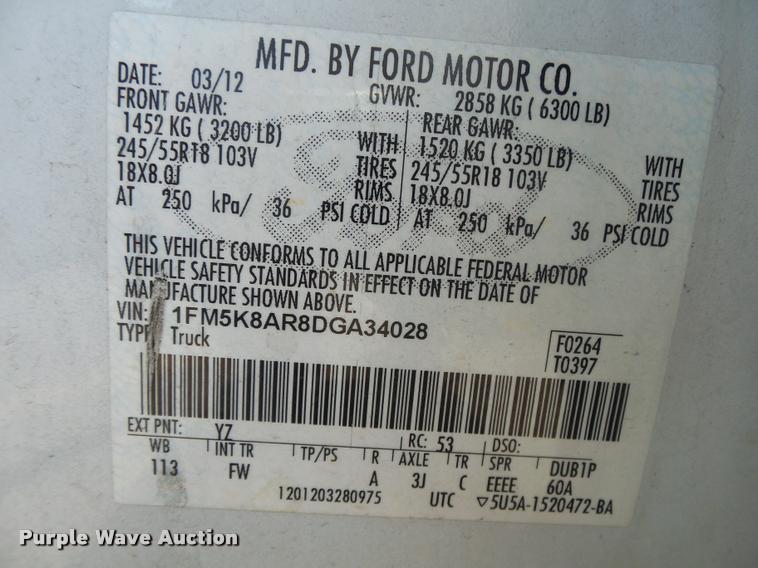 MFD. BY FORD MOTOR CO.
DATE: 03/12 GVWR: 2858 KG ( 6300 LB)
FRONT GAWR: REAR GAWR:
1452 KG ( 3200 LB) WITH 1520 KG ( 3350 LB) WITH
245/55R18 103V TIRES 245/55R18 103V TIRES
18X8.0J RIMS 18X8.0J RIMS
AT 250 kPa/ 36 PSI COLD AT 250 kPa/ 36 PSI COLD
THIS VEHICLE CONFORMS TO ALL APPLICABLE FEDERAL MOTOR
VEHICLE SAFETY STANDARDS IN EFFECT ON THE DATE OF
MANUFACTURE SHOWN ABOVE.
VIN: 1FM5K8AR8DGA34028
TYPE: Truck
F0264
T0397
EXT PNT: YZ RC: 53 DSO:
WB INT TR TP/PS R AXLE TR SPR DUB1P
113 FW A 3J C EEEE 60A
1201203280975 UTC ▽5U5A-1520472-BA
Purple Wave Auction